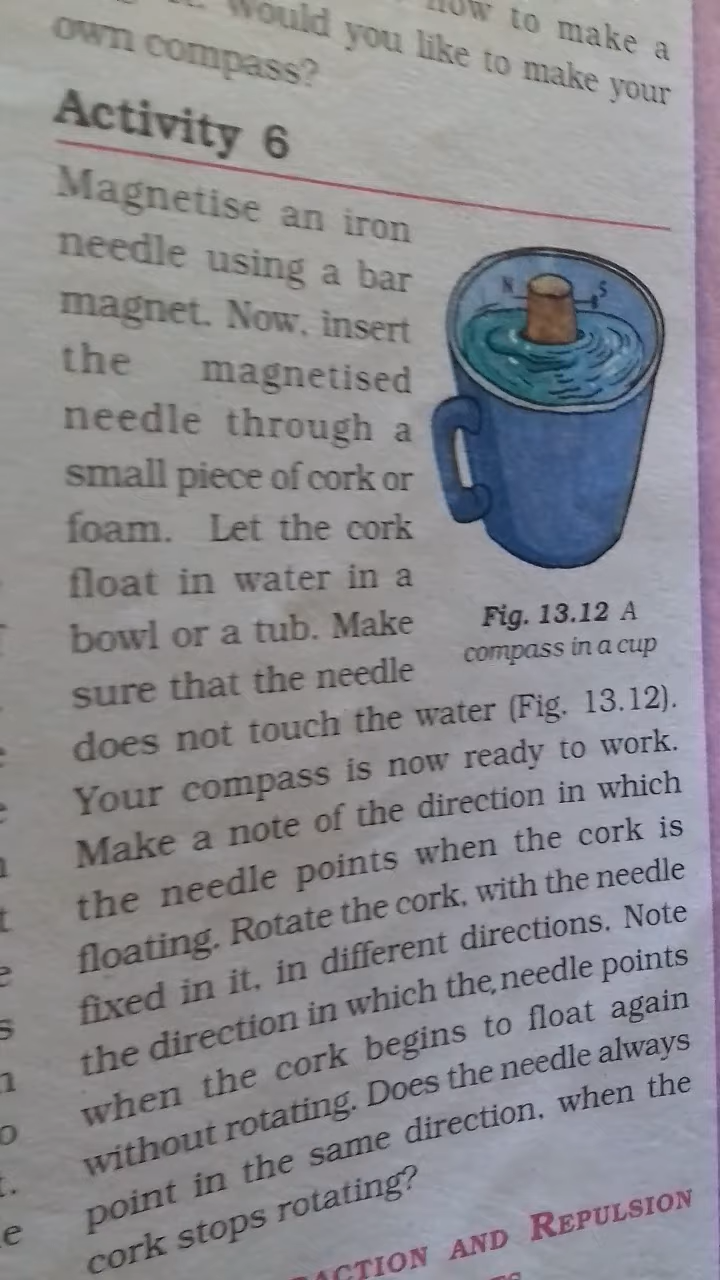 how to make a
Would you like to make your
own compass?
Activity 6
Magnetise an iron
needle using a bar
magnet. Now, insert
the magnetised
needle through a
small piece of cork or
foam. Let the cork
float in water in a
bowl or a tub. Make
sure that the needle
does not touch the water (Fig. 13.12).
Your compass is now ready to work.
Make a note of the direction in which
the needle points when the cork is
floating. Rotate the cork, with the needle
fixed in it, in different directions. Note
the direction in which the needle points
when the cork begins to float again
without rotating. Does the needle always
point in the same direction, when the
cork stops rotating?
N S
Fig. 13.12 A
compass in a cup
AND REPULSION